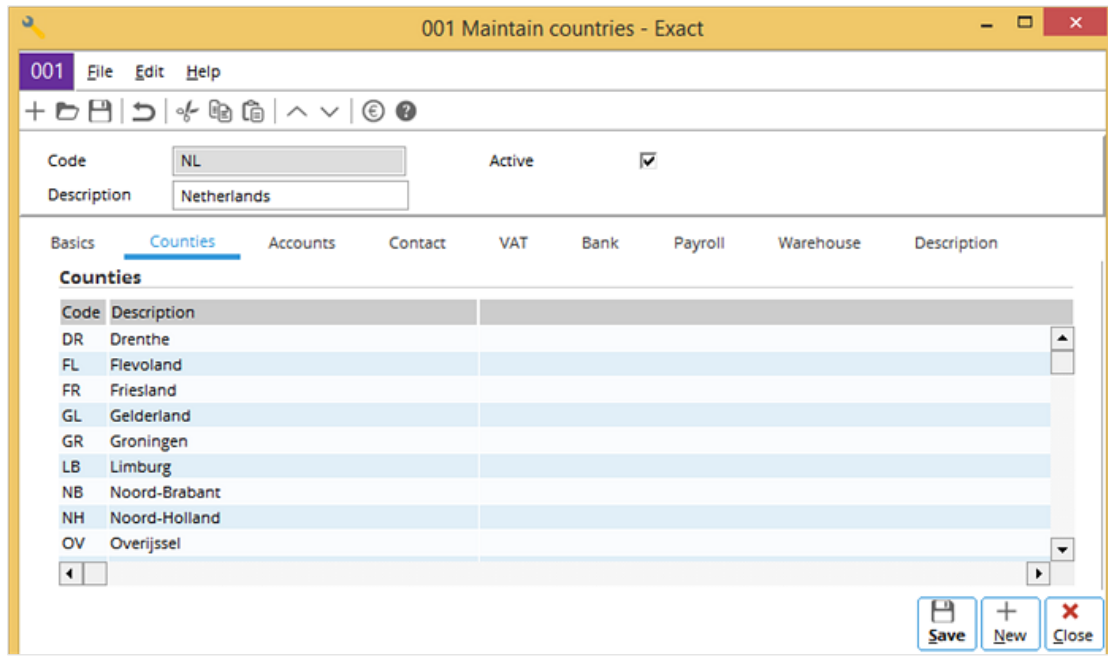 001 Maintain countries - Exact
001 File Edit Help
Code NL Active
Description Netherlands
Basics Counties Accounts Contact VAT Bank Payroll Warehouse Description
Counties
Code Description
DR Drenthe
FL Flevoland
FR Friesland
GL Gelderland
GR Groningen
LB Limburg
NB Noord-Brabant
NH Noord-Holland
OV Overijssel
Save New Close